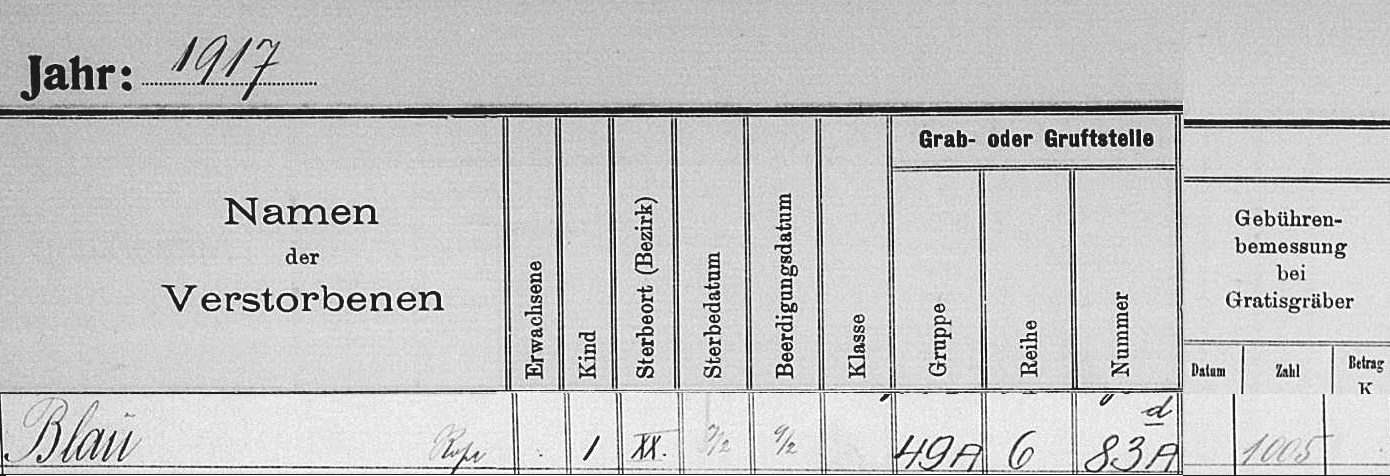 Jahr: 1917
Grab- oder Gruftstelle
Namen
der
Verstorbenen
Erwachsene
Kind
Sterbeort (Bezirk)
Sterbedatum
Beerdigungsdatum
Klasse
Gruppe
Reihe
Nummer
Gebühren-
bemessung
bei
Gratisgräber
Datum
Zahl
Betrag
K
Blau 1 XX. 7/2 9/2 49A 6 83A d 1005